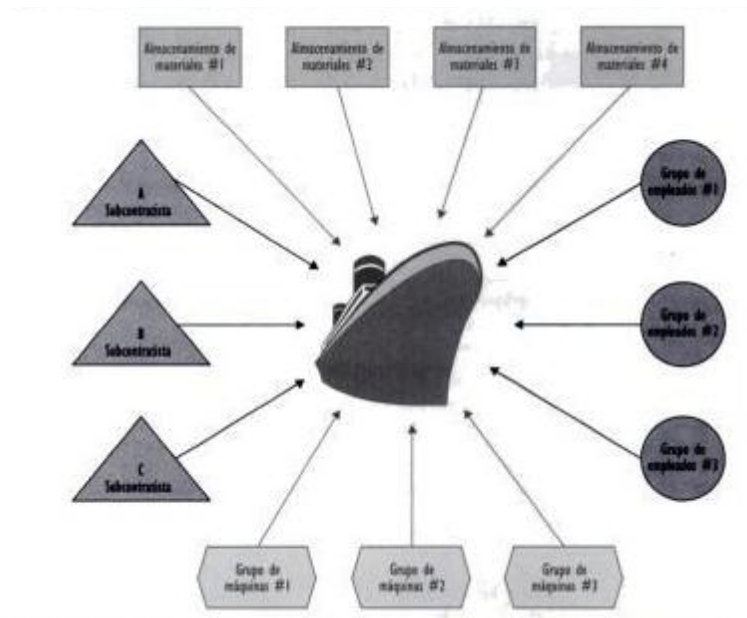 Almacenamiento de
materiales #1
Almacenamiento de
materiales #2
Almacenamiento de
materiales #3
Almacenamiento de
materiales #4
A
Subcontratista
Grupo de
empleados #1
B
Subcontratista
Grupo de
empleados #2
C
Subcontratista
Grupo de
empleados #3
Grupo de
máquinas #1
Grupo de
máquinas #2
Grupo de
máquinas #3